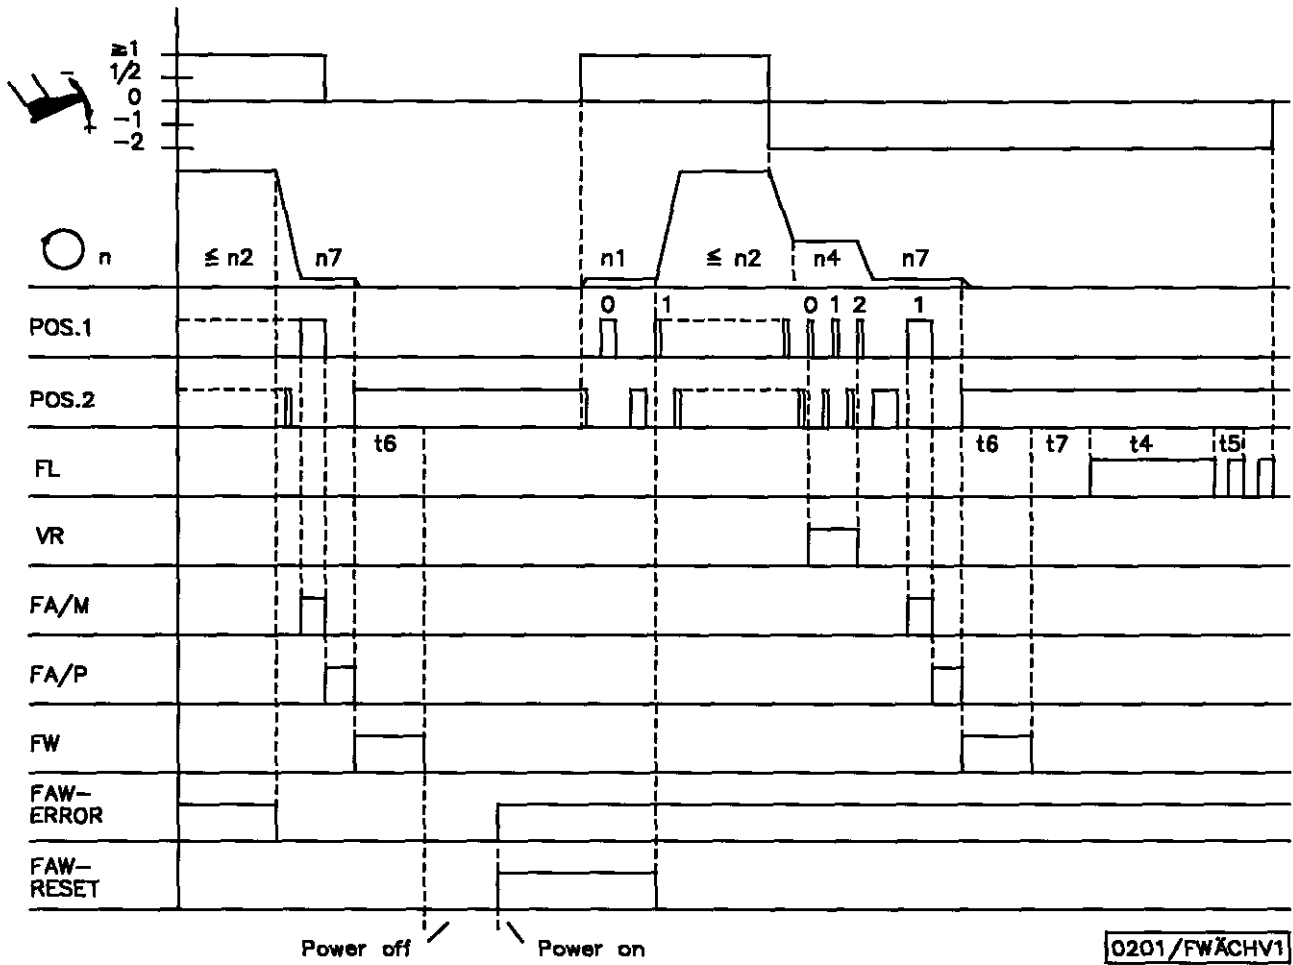 ≧1
1/2
0
−1
−2
−
+
n
≦ n2
n7
n1
≦ n2
n4
n7
POS.1
0
1
0 1 2
1
POS.2
t6
t6
t7
t4
t5
FL
VR
FA/M
FA/P
FW
FAW−
ERROR
FAW−
RESET
Power off
Power on
0201/FWÄCHV1